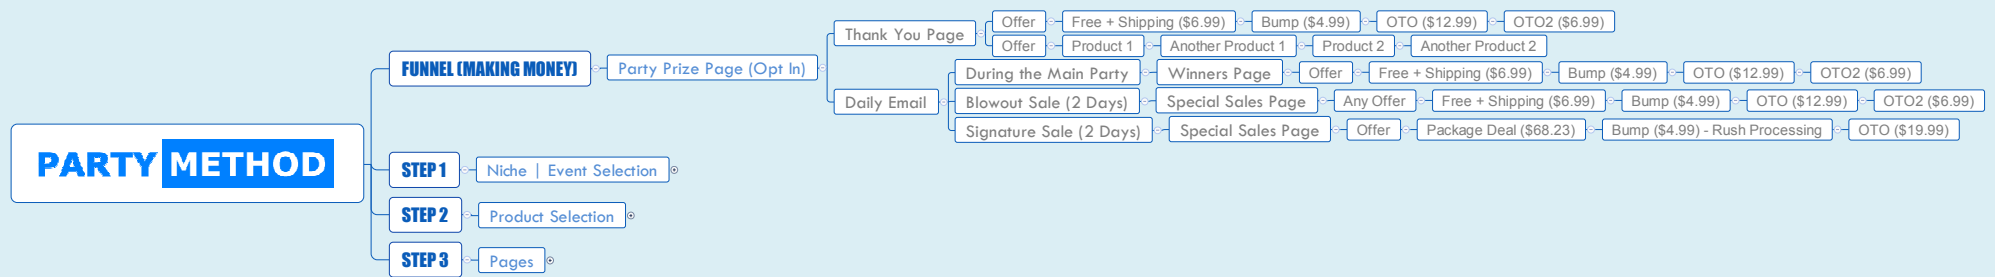 PARTY METHOD
FUNNEL (MAKING MONEY)
Party Prize Page (Opt In)
Thank You Page
Offer Free + Shipping ($6.99) Bump ($4.99) OTO ($12.99) OTO2 ($6.99)
Offer Product 1 Another Product 1 Product 2 Another Product 2
Daily Email
During the Main Party Winners Page Offer Free + Shipping ($6.99) Bump ($4.99) OTO ($12.99) OTO2 ($6.99)
Blowout Sale (2 Days) Special Sales Page Any Offer Free + Shipping ($6.99) Bump ($4.99) OTO ($12.99) OTO2 ($6.99)
Signature Sale (2 Days) Special Sales Page Offer Package Deal ($68.23) Bump ($4.99) - Rush Processing OTO ($19.99)
STEP 1 Niche | Event Selection
STEP 2 Product Selection
STEP 3 Pages